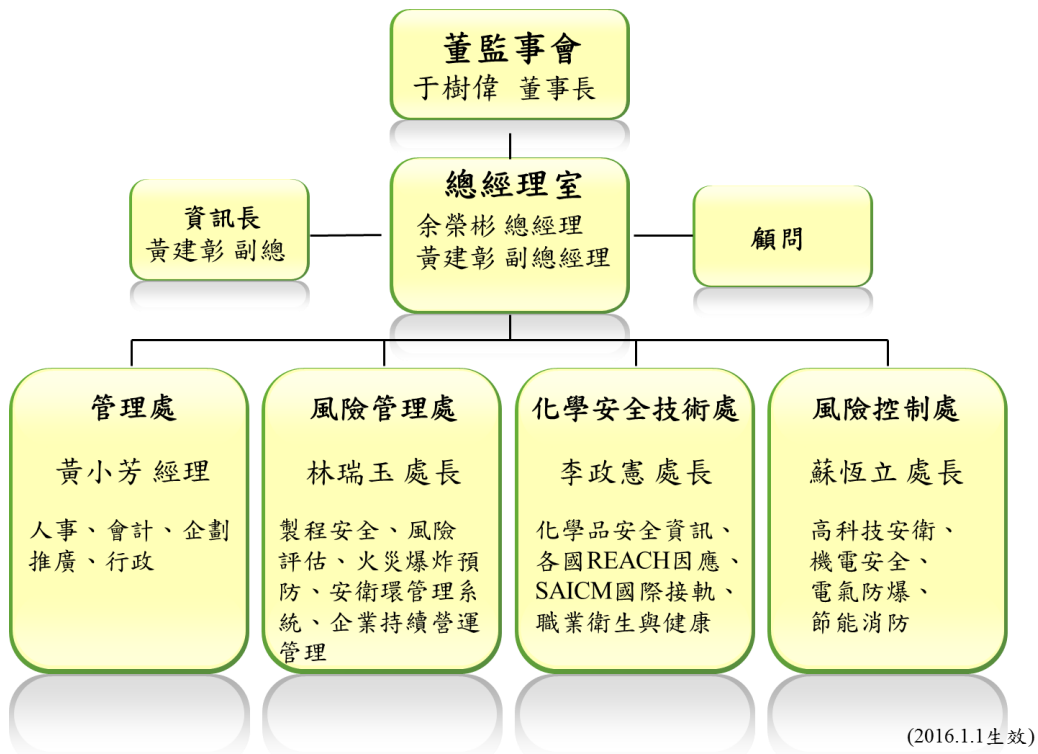 董監事會
于樹偉 董事長
總經理室
余榮彬 總經理
黃建彰 副總經理
資訊長
黃建彰 副總
顧問
管理處
黃小芳 經理
人事、會計、企劃
推廣、行政
風險管理處
林瑞玉 處長
製程安全、風險
評估、火災爆炸預
防、安衛環管理系
統、企業持續營運
管理
化學安全技術處
李政憲 處長
化學品安全資訊、
各國REACH因應、
SAICM國際接軌、
職業衛生與健康
風險控制處
蘇恆立 處長
高科技安衛、
機電安全、
電氣防爆、
節能消防
(2016.1.1生效)